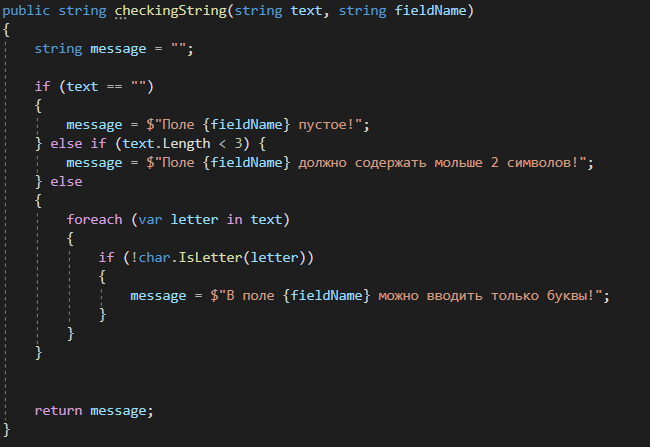 public string checkingString(string text, string fieldName)
{
string message = "";
if (text == "")
{
message = $"Поле {fieldName} пустое!";
} else if (text.Length < 3) {
message = $"Поле {fieldName} должно содержать мольше 2 символов!";
} else
{
foreach (var letter in text)
{
if (!char.IsLetter(letter))
{
message = $"В поле {fieldName} можно вводить только буквы!";
}
}
}
return message;
}